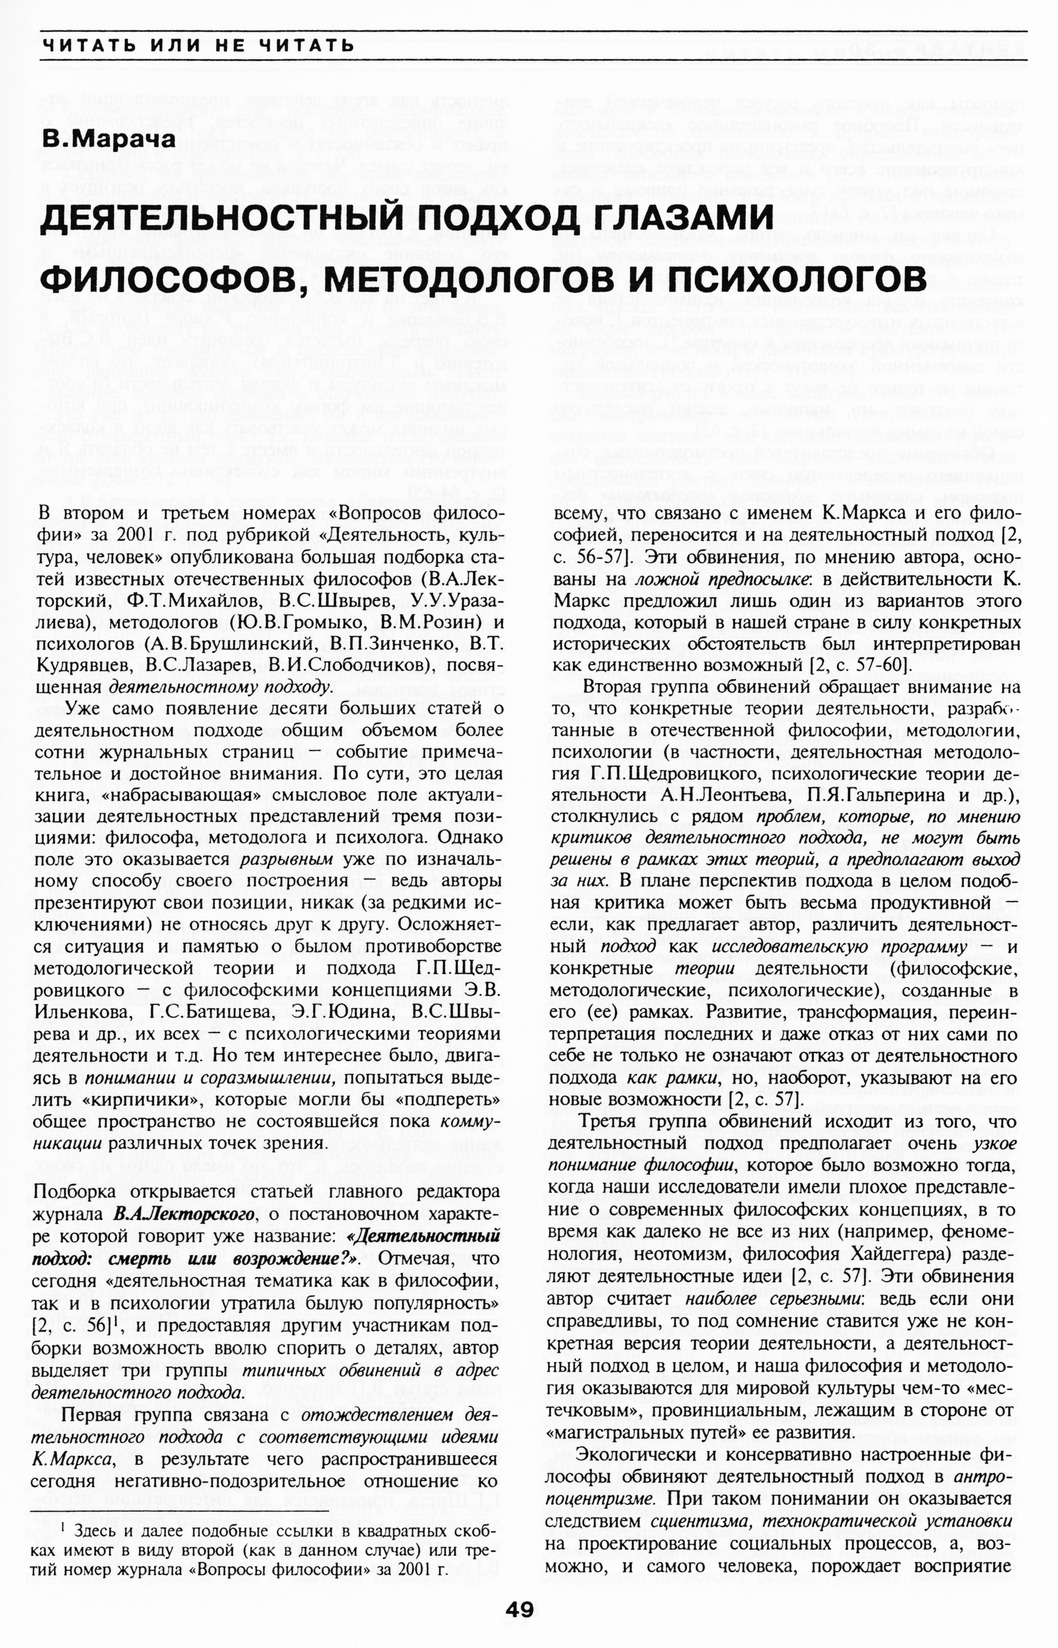 ЧИТАТЬ ИЛИ НЕ ЧИТАТЬ
В.Марача
ДЕЯТЕЛЬНОСТНЫЙ ПОДХОД ГЛАЗАМИ
ФИЛОСОФОВ, МЕТОДОЛОГОВ И ПСИХОЛОГОВ
В втором и третьем номерах «Вопросов филосо-
фии» за 2001 г. под рубрикой «Деятельность, куль-
тура, человек» опубликована большая подборка ста-
тей известных отечественных философов (В.А.Лек-
торский, Ф.Т.Михайлов, В.С.Швырев, У.У.Ураза-
лиева), методологов (Ю.В.Громыко, В.М.Розин) и
психологов (А.В.Брушлинский, В.П.Зинченко, В.Т.
Кудрявцев, В.С.Лазарев, В.И.Слободчиков), посвя-
щенная деятельностному подходу.
Уже само появление десяти больших статей о
деятельностном подходе общим объемом более
сотни журнальных страниц — событие примеча-
тельное и достойное внимания. По сути, это целая
книга, «набрасывающая» смысловое поле актуали-
зации деятельностных представлений тремя пози-
циями: философа, методолога и психолога. Однако
поле это оказывается разрывным уже по изначаль-
ному способу своего построения — ведь авторы
презентируют свои позиции, никак (за редкими ис-
ключениями) не относясь друг к другу. Осложняет-
ся ситуация и памятью о былом противоборстве
методологической теории и подхода Г.П.Щед-
ровицкого — с философскими концепциями Э.В.
Ильенкова, Г.С.Батищева, Э.Г.Юдина, В.С.Швы-
рева и др., их всех — с психологическими теориями
деятельности и т.д. Но тем интереснее было, двига-
ясь в понимании и соразмышлении, попытаться выде-
лить «кирпичики», которые могли бы «подпереть»
общее пространство не состоявшейся пока комму-
никации различных точек зрения.
Подборка открывается статьей главного редактора
журнала В.А.Лекторского, о постановочном характе-
ре которой говорит уже название: «Деятельностный
подход: смерть или возрождение?». Отмечая, что
сегодня «деятельностная тематика как в философии,
так и в психологии утратила былую популярность»
[2, с. 56]¹, и предоставляя другим участникам под-
борки возможность вволю спорить о деталях, автор
выделяет три группы типичных обвинений в адрес
деятельностного подхода.
Первая группа связана с отождествлением дея-
тельностного подхода с соответствующими идеями
К.Маркса, в результате чего распространившееся
сегодня негативно-подозрительное отношение ко
¹ Здесь и далее подобные ссылки в квадратных скоб-
ках имеют в виду второй (как в данном случае) или тре-
тий номер журнала «Вопросы философии» за 2001 г.
всему, что связано с именем К.Маркса и его фило-
софией, переносится и на деятельностный подход [2,
с. 56-57]. Эти обвинения, по мнению автора, осно-
ваны на ложной предпосылке: в действительности К.
Маркс предложил лишь один из вариантов этого
подхода, который в нашей стране в силу конкретных
исторических обстоятельств был интерпретирован
как единственно возможный [2, с. 57-60].
Вторая группа обвинений обращает внимание на
то, что конкретные теории деятельности, разрабо-
танные в отечественной философии, методологии,
психологии (в частности, деятельностная методоло-
гия Г.П.Щедровицкого, психологические теории де-
ятельности А.Н.Леонтьева, П.Я.Гальперина и др.),
столкнулись с рядом проблем, которые, по мнению
критиков деятельностного подхода, не могут быть
решены в рамках этих теорий, а предполагают выход
за них. В плане перспектив подхода в целом подоб-
ная критика может быть весьма продуктивной —
если, как предлагает автор, различить деятельност-
ный подход как исследовательскую программу — и
конкретные теории деятельности (философские,
методологические, психологические), созданные в
его (ее) рамках. Развитие, трансформация, переин-
терпретация последних и даже отказ от них сами по
себе не только не означают отказ от деятельностного
подхода как рамки, но, наоборот, указывают на его
новые возможности [2, с. 57].
Третья группа обвинений исходит из того, что
деятельностный подход предполагает очень узкое
понимание философии, которое было возможно тогда,
когда наши исследователи имели плохое представле-
ние о современных философских концепциях, в то
время как далеко не все из них (например, феноме-
нология, неотомизм, философия Хайдеггера) разде-
ляют деятельностные идеи [2, с. 57]. Эти обвинения
автор считает наиболее серьезными: ведь если они
справедливы, то под сомнение ставится уже не кон-
кретная версия теории деятельности, а деятельност-
ный подход в целом, и наша философия и методоло-
гия оказываются для мировой культуры чем-то «мес-
течковым», провинциальным, лежащим в стороне от
«магистральных путей» ее развития.
Экологически и консервативно настроенные фи-
лософы обвиняют деятельностный подход в антро-
поцентризме. При таком понимании он оказывается
следствием сциентизма, технократической установки
на проектирование социальных процессов, а, воз-
можно, и самого человека, порождает восприятие
49